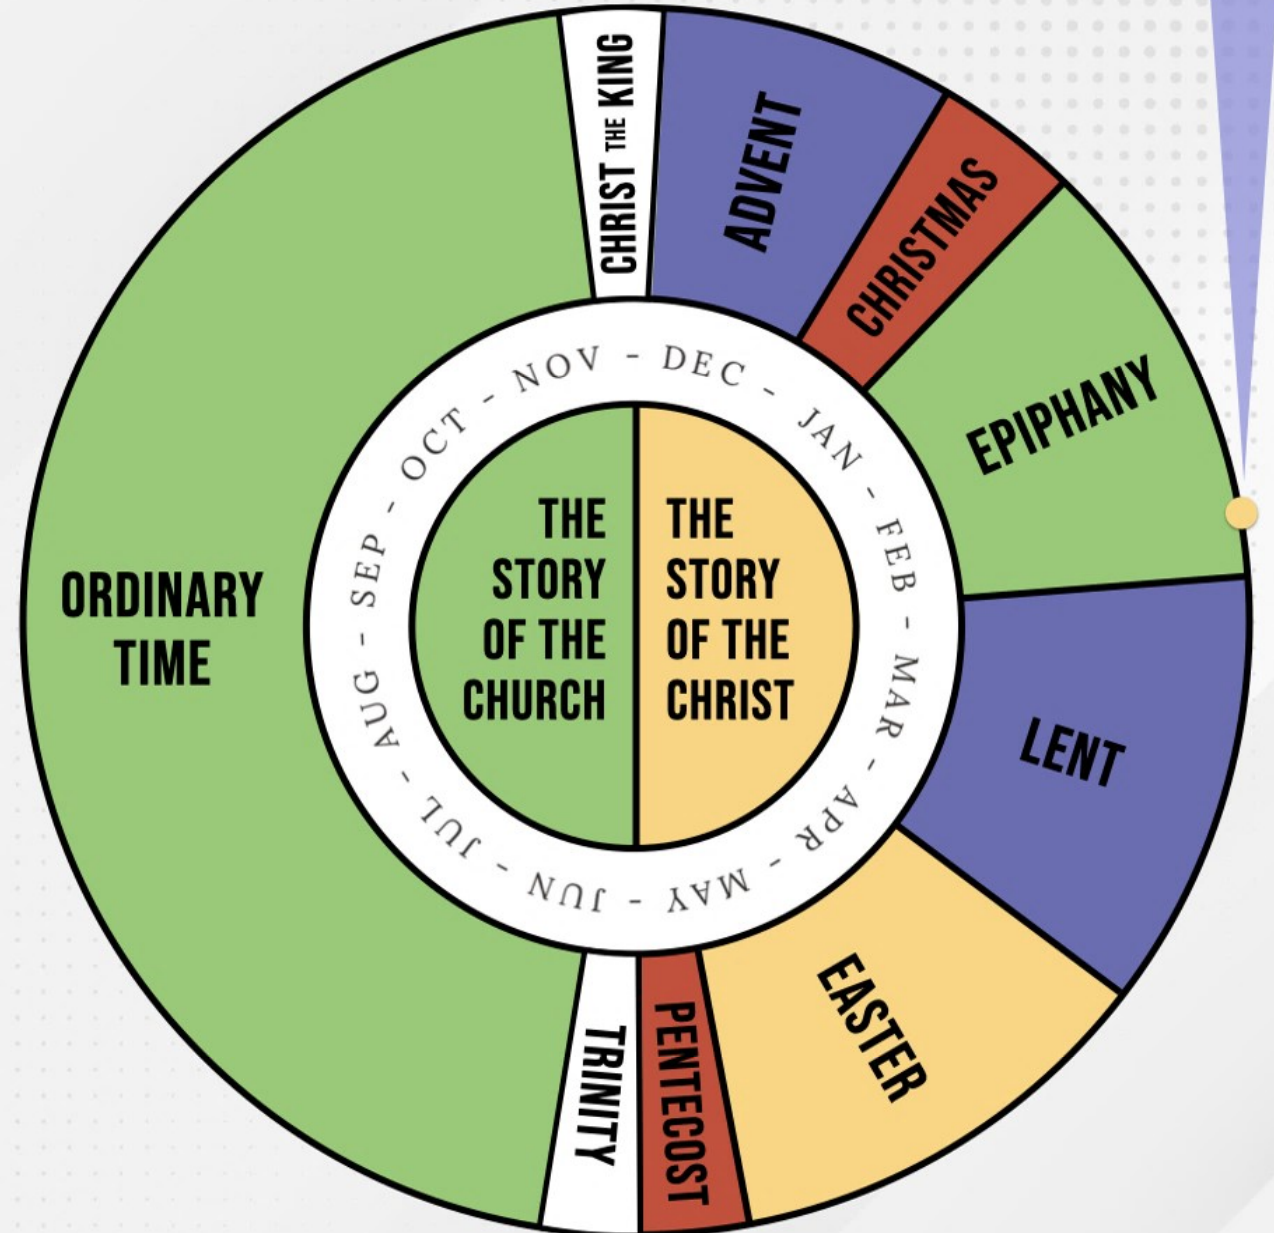 CHRIST THE KING
ADVENT
CHRISTMAS
EPIPHANY
LENT
EASTER
PENTECOST
TRINITY
ORDINARY
TIME
DEC - JAN - FEB - MAR - APR - MAY - JUN - JUL - AUG - SEP - OCT - NOV -
THE
STORY
OF THE
CHURCH
THE
STORY
OF THE
CHRIST